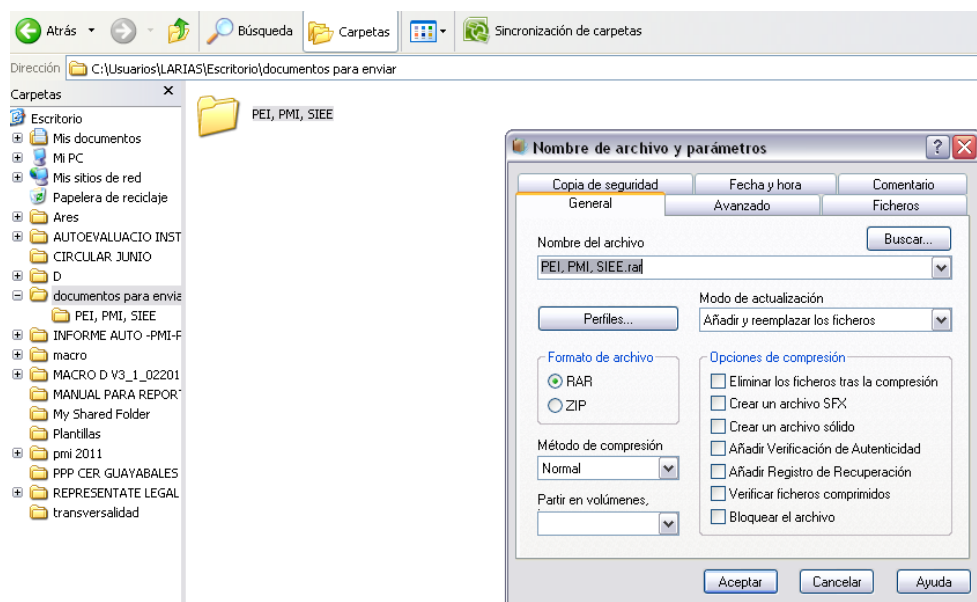 Atrás
Búsqueda
Carpetas
Sincronización de carpetas
Dirección
C:\Usuarios\LARIAS\Escritorio\documentos para enviar
Carpetas
x
Escritorio
Mis documentos
Mi PC
Mis sitios de red
Papelera de reciclaje
Ares
AUTOEVALUACIO INST
CIRCULAR JUNIO
D
documentos para envia
PEI, PMI, SIEE
INFORME AUTO -PMI-P
macro
MACRO D V3_1_02201
MANUAL PARA REPORT
My Shared Folder
Plantillas
pmi 2011
PPP CER GUAYABALES
REPRESENTATE LEGAL
transversalidad
PEI, PMI, SIEE
Nombre de archivo y parámetros
?
X
Copia de seguridad
Fecha y hora
Comentario
General
Avanzado
Ficheros
Nombre del archivo
Buscar...
PEI, PMI, SIEE.rar
Perfiles...
Modo de actualización
Añadir y reemplazar los ficheros
Formato de archivo
RAR
ZIP
Método de compresión
Normal
Partir en volúmenes,
Opciones de compresión
Eliminar los ficheros tras la compresión
Crear un archivo SFX
Crear un archivo sólido
Añadir Verificación de Autenticidad
Añadir Registro de Recuperación
Verificar ficheros comprimidos
Bloquear el archivo
Aceptar
Cancelar
Ayuda